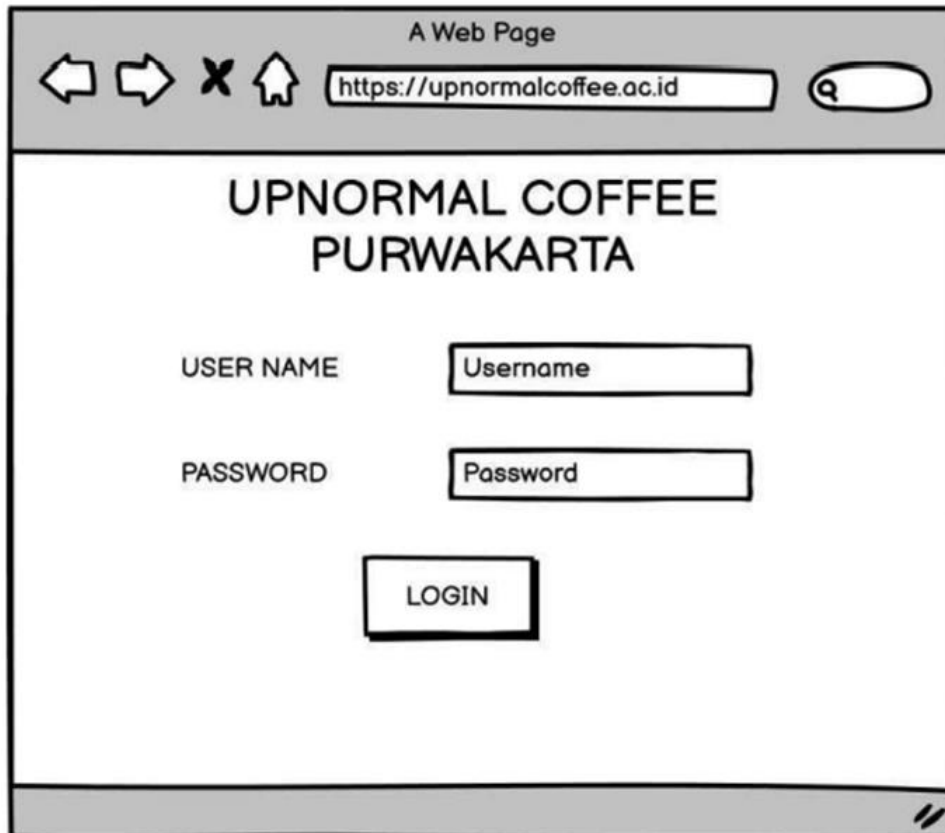 A Web Page
https://upnormalcoffee.ac.id
UPNORMAL COFFEE
PURWAKARTA
USER NAME
Username
PASSWORD
Password
LOGIN